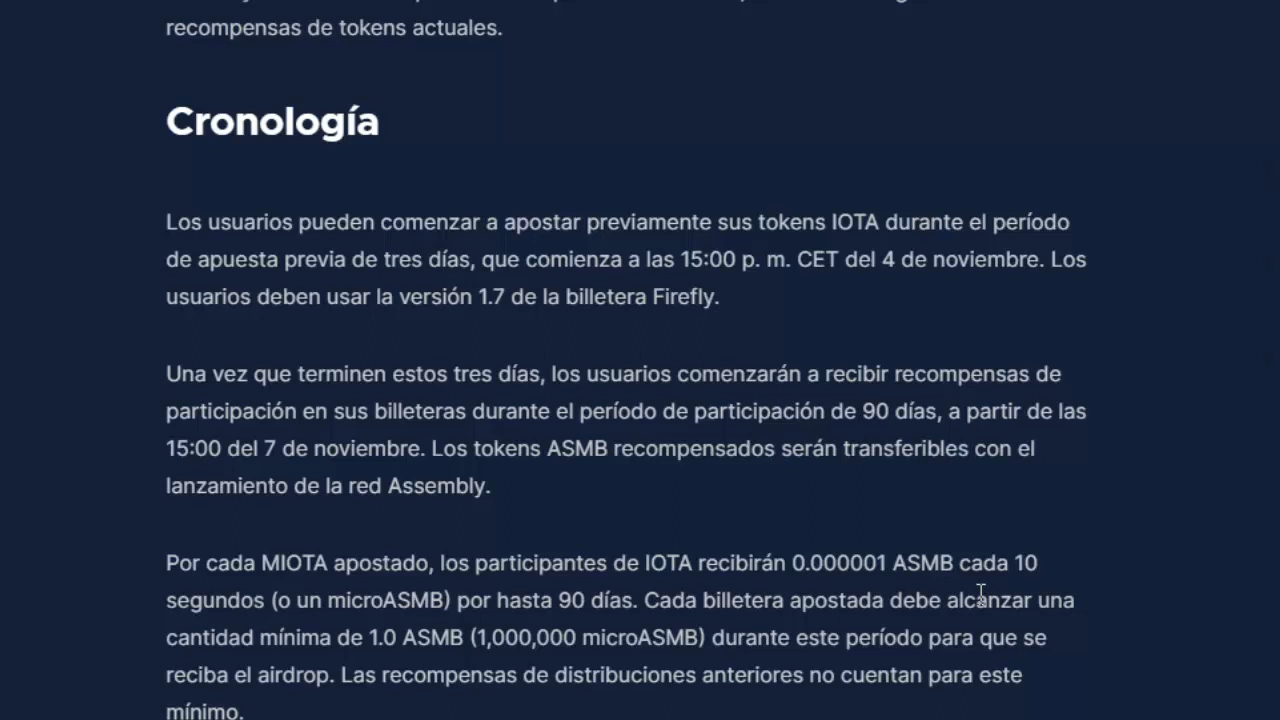 recompensas de tokens actuales.
Cronología
Los usuarios pueden comenzar a apostar previamente sus tokens IOTA durante el período
de apuesta previa de tres días, que comienza a las 15:00 p. m. CET del 4 de noviembre. Los
usuarios deben usar la versión 1.7 de la billetera Firefly.
Una vez que terminen estos tres días, los usuarios comenzarán a recibir recompensas de
participación en sus billeteras durante el período de participación de 90 días, a partir de las
15:00 del 7 de noviembre. Los tokens ASMB recompensados serán transferibles con el
lanzamiento de la red Assembly.
Por cada MIOTA apostado, los participantes de IOTA recibirán 0.000001 ASMB cada 10
segundos (o un microASMB) por hasta 90 días. Cada billetera apostada debe alcanzar una
cantidad mínima de 1.0 ASMB (1,000,000 microASMB) durante este período para que se
reciba el airdrop. Las recompensas de distribuciones anteriores no cuentan para este
mínimo.